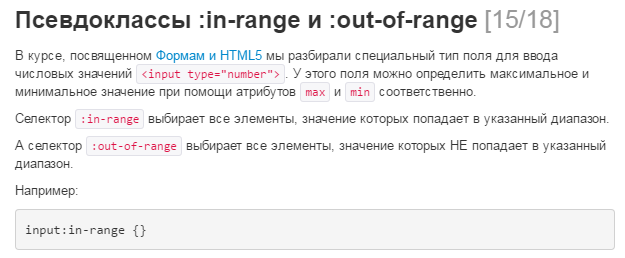 Псевдоклассы :in-range и :out-of-range [15/18]
В курсе, посвященном Формам и HTML5 мы разбирали специальный тип поля для ввода
числовых значений <input type="number">. У этого поля можно определить максимальное и
минимальное значение при помощи атрибутов max и min соответственно.
Селектор :in-range выбирает все элементы, значение которых попадает в указанный диапазон.
А селектор :out-of-range выбирает все элементы, значение которых НЕ попадает в указанный
диапазон.
Например:
input:in-range {}